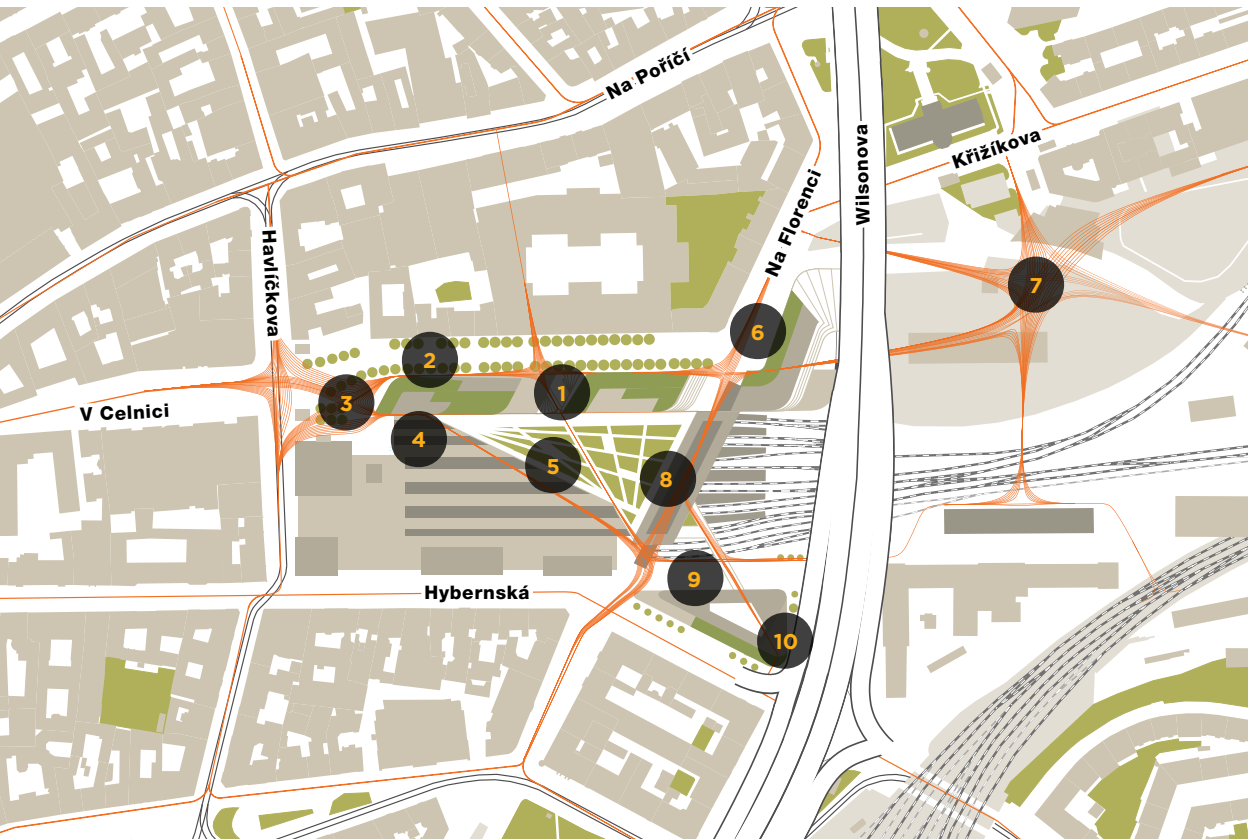 Na Poříčí
Wilsonova
Křižíkova
Na Florenci
Havlíčkova
7
6
2
1
3
V Celnici
4
5
8
9
Hybernská
10